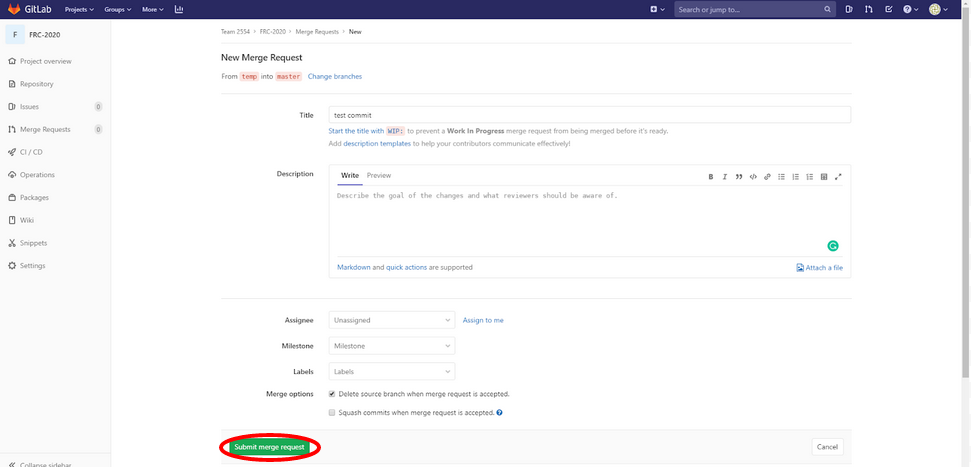 GitLab Projects Groups More Search or jump to...
F FRC-2020
Project overview
Repository
Issues 0
Merge Requests 0
CI / CD
Operations
Packages
Wiki
Snippets
Settings
Collapse sidebar
Team 2554 > FRC-2020 > Merge Requests > New
New Merge Request
From temp into master Change branches
Title test commit
Start the title with WIP: to prevent a Work In Progress merge request from being merged before it's ready.
Add description templates to help your contributors communicate effectively!
Description Write Preview
Describe the goal of the changes and what reviewers should be aware of.
Markdown and quick actions are supported Attach a file
Assignee Unassigned Assign to me
Milestone Milestone
Labels Labels
Merge options Delete source branch when merge request is accepted.
Squash commits when merge request is accepted.
Submit merge request Cancel